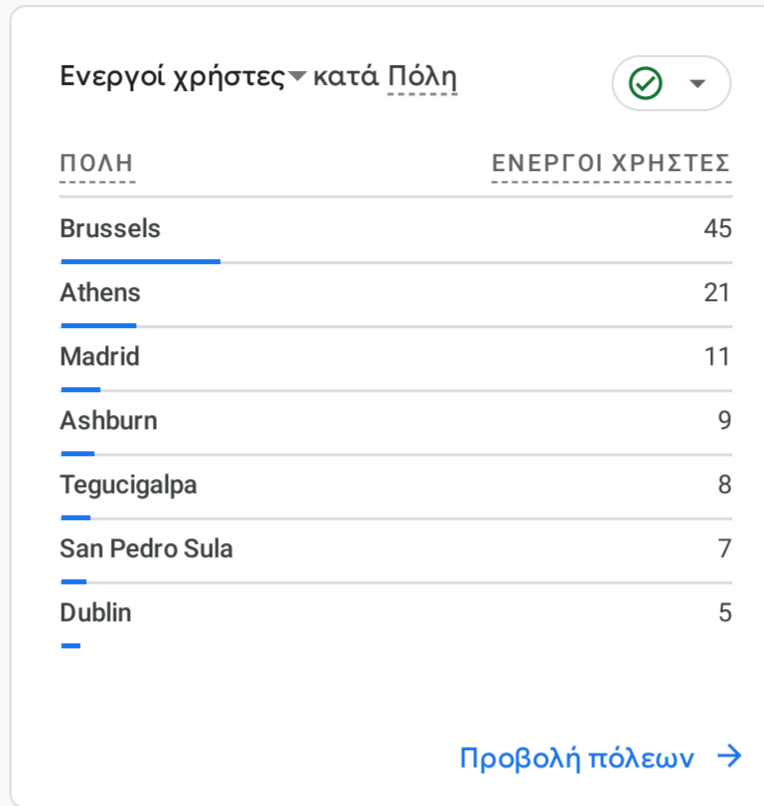 Ενεργοί χρήστες κατά Πόλη
ΠΟΛΗ ΕΝΕΡΓΟΙ ΧΡΗΣΤΕΣ
Brussels 45
Athens 21
Madrid 11
Ashburn 9
Tegucigalpa 8
San Pedro Sula 7
Dublin 5
Προβολή πόλεων